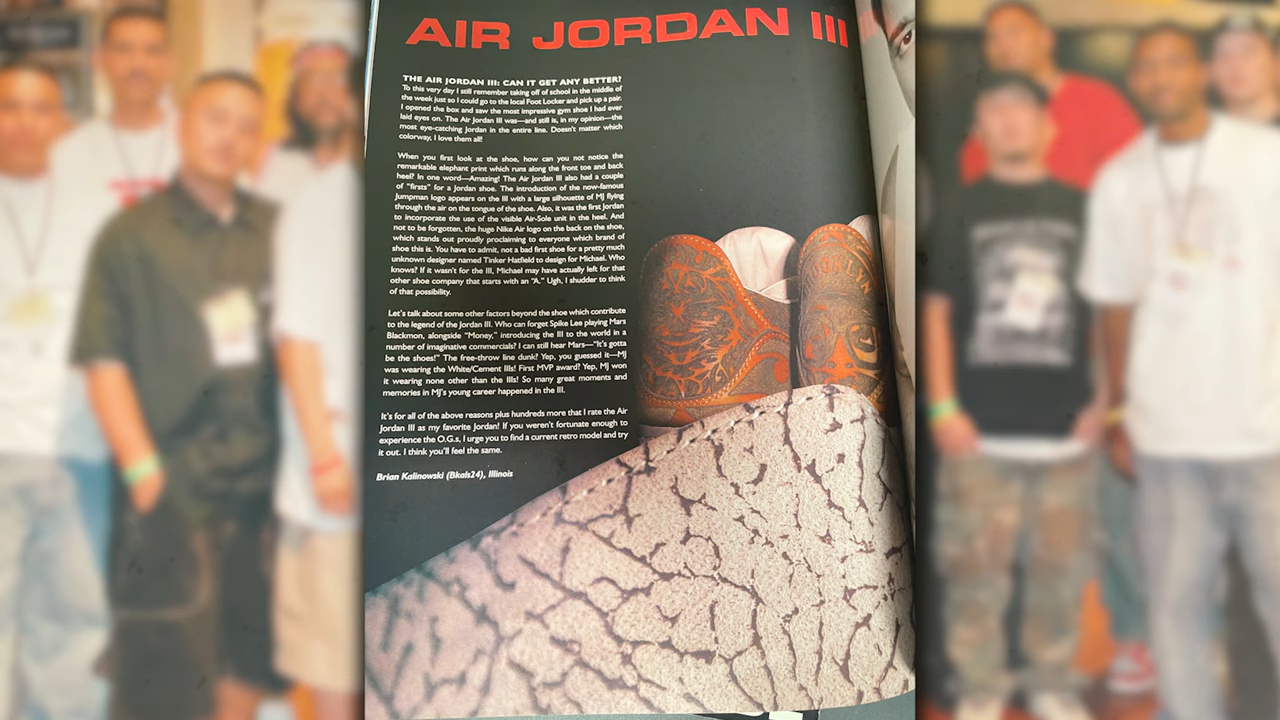 AIR JORDAN III
THE AIR JORDAN III: CAN IT GET ANY BETTER?
To this very day I still remember taking off of school in the middle of
the week just so I could go to the local Foot Locker and pick up a pair.
I opened the box and saw the most impressive gym shoe I had ever
laid eyes on. The Air Jordan III was—and still is, in my opinion—the
most eye-catching Jordan in the entire line. Doesn't matter which
colorway, I love them all!
When you first look at the shoe, how can you not notice the
remarkable elephant print which runs along the front toe and back
heel? In one word—Amazing! The Air Jordan III also had a couple
of "firsts" for a Jordan shoe. The introduction of the now-famous
Jumpman logo appears on the III with a large silhouette of MJ flying
through the air on the tongue of the shoe. Also, it was the first Jordan
to incorporate the use of the visible Air-Sole unit in the heel. And
not to be forgotten, the huge Nike Air logo on the back on the shoe,
which stands out proudly proclaiming to everyone which brand of
shoe this is. You have to admit, not a bad first shoe for a pretty much
unknown designer named Tinker Hatfield to design for Michael. Who
knows? If it wasn't for the III, Michael may have actually left for that
other shoe company that starts with an "A." Ugh, I shudder to think
of that possibility.
Let's talk about some other factors beyond the shoe which contribute
to the legend of the Jordan III. Who can forget Spike Lee playing Mars
Blackmon, alongside "Money," introducing the III to the world in a
number of imaginative commercials? I can still hear Mars—"It's gotta
be the shoes!" The free-throw line dunk? Yep, you guessed it—MJ
was wearing the White/Cement IIIs! First MVP award? Yep, MJ won
it wearing none other than the IIIs! So many great moments and
memories in MJ's young career happened in the III.
It's for all of the above reasons plus hundreds more that I rate the Air
Jordan III as my favorite Jordan! If you weren't fortunate enough to
experience the O.G.s, I urge you to find a current retro model and try
it out. I think you'll feel the same.
Brian Kalinowski (Bkals24), Illinois